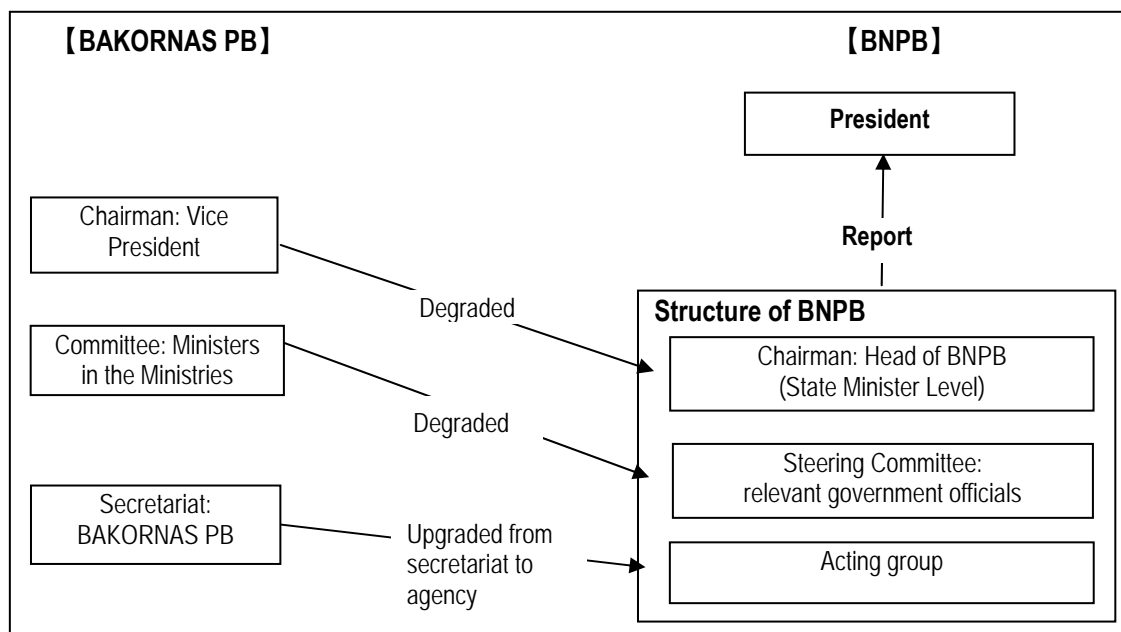 【BAKORNAS PB】
【BNPB】
President
Chairman: Vice
President
Report
Degraded
Structure of BNPB
Committee: Ministers
in the Ministries
Chairman: Head of BNPB
(State Minister Level)
Degraded
Steering Committee:
relevant government officials
Secretariat:
BAKORNAS PB
Upgraded from
secretariat to
agency
Acting group